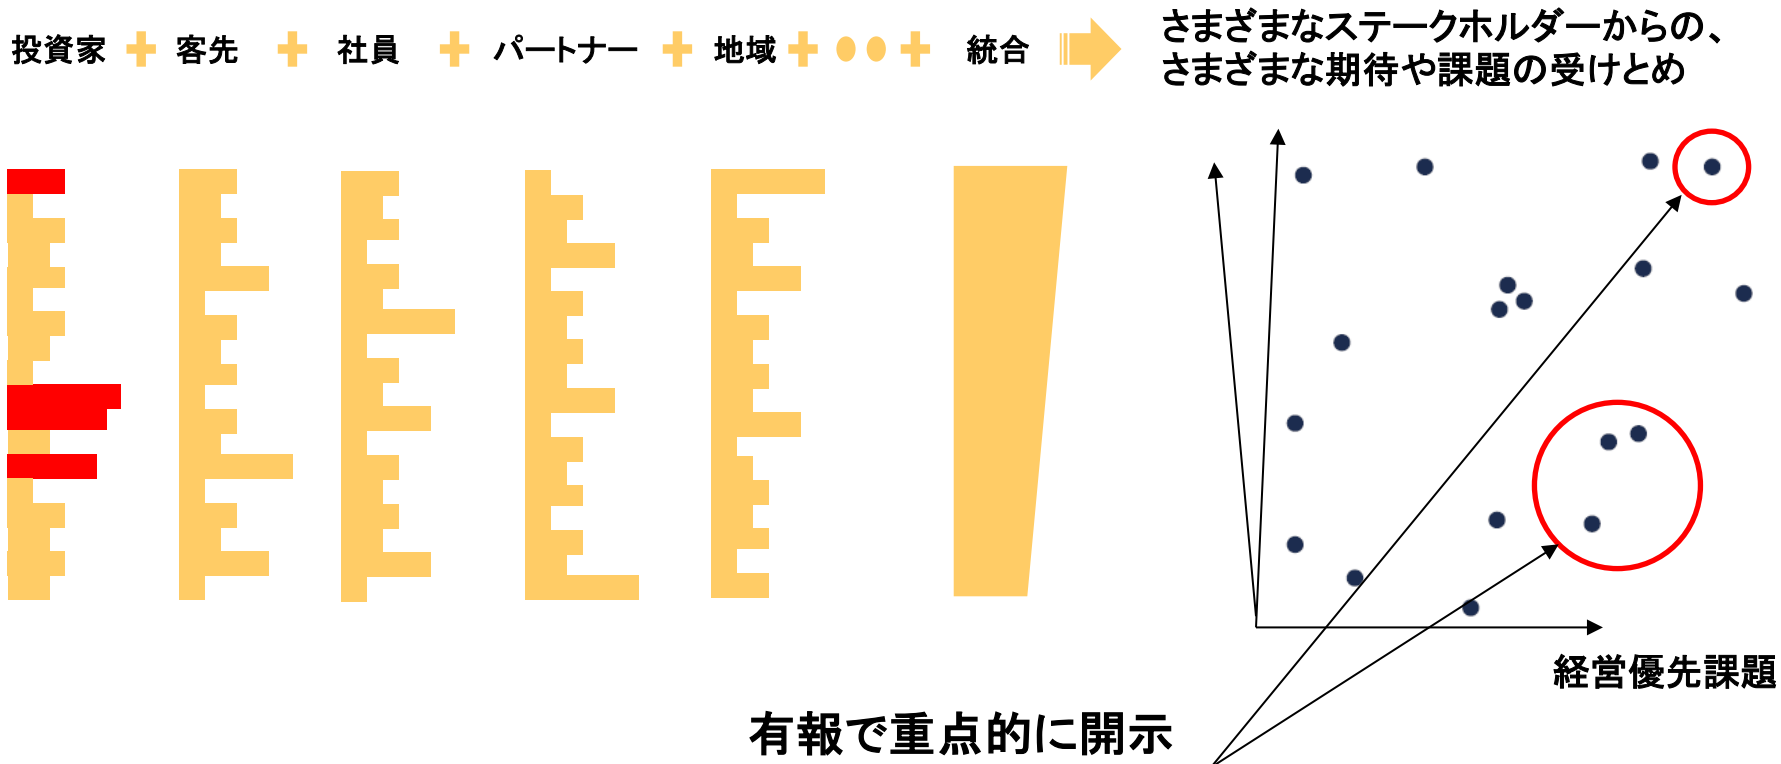 投資家 + 客先 + 社員 + パートナー + 地域 + ●● + 統合
さまざまなステークホルダーからの、
さまざまな期待や課題の受けとめ
経営優先課題
有報で重点的に開示